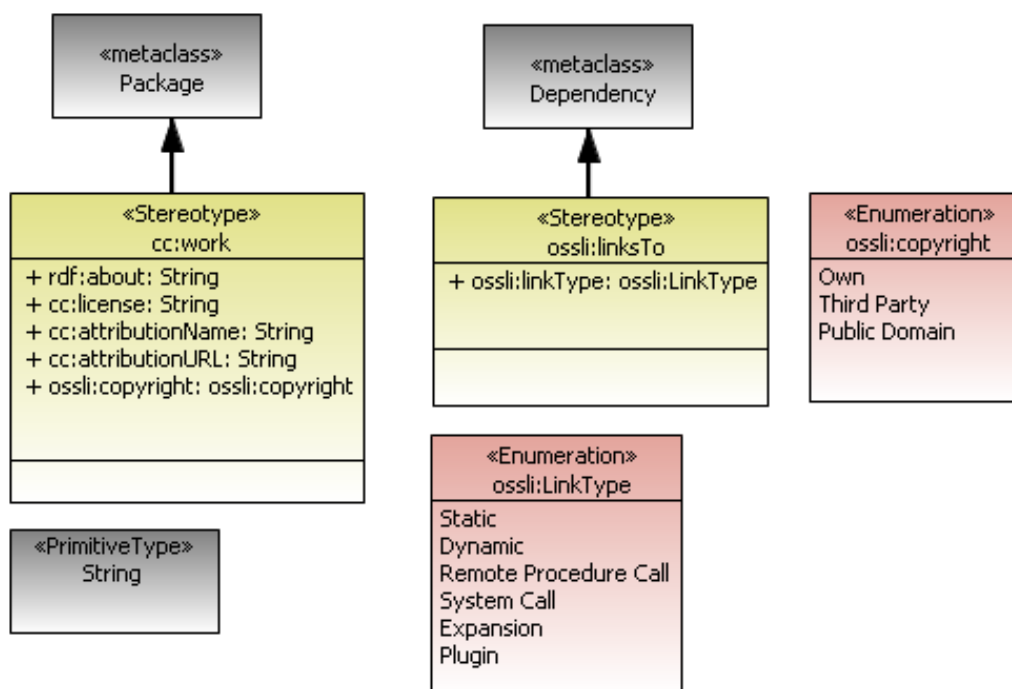 «metaclass»
Package
«metaclass»
Dependency
«Stereotype»
cc:work
+ rdf:about: String
+ cc:license: String
+ cc:attributionName: String
+ cc:attributionURL: String
+ ossli:copyright: ossli:copyright
«Stereotype»
ossli:linksTo
+ ossli:linkType: ossli:LinkType
«Enumeration»
ossli:copyright
Own
Third Party
Public Domain
«Enumeration»
ossli:LinkType
Static
Dynamic
Remote Procedure Call
System Call
Expansion
Plugin
«PrimitiveType»
String